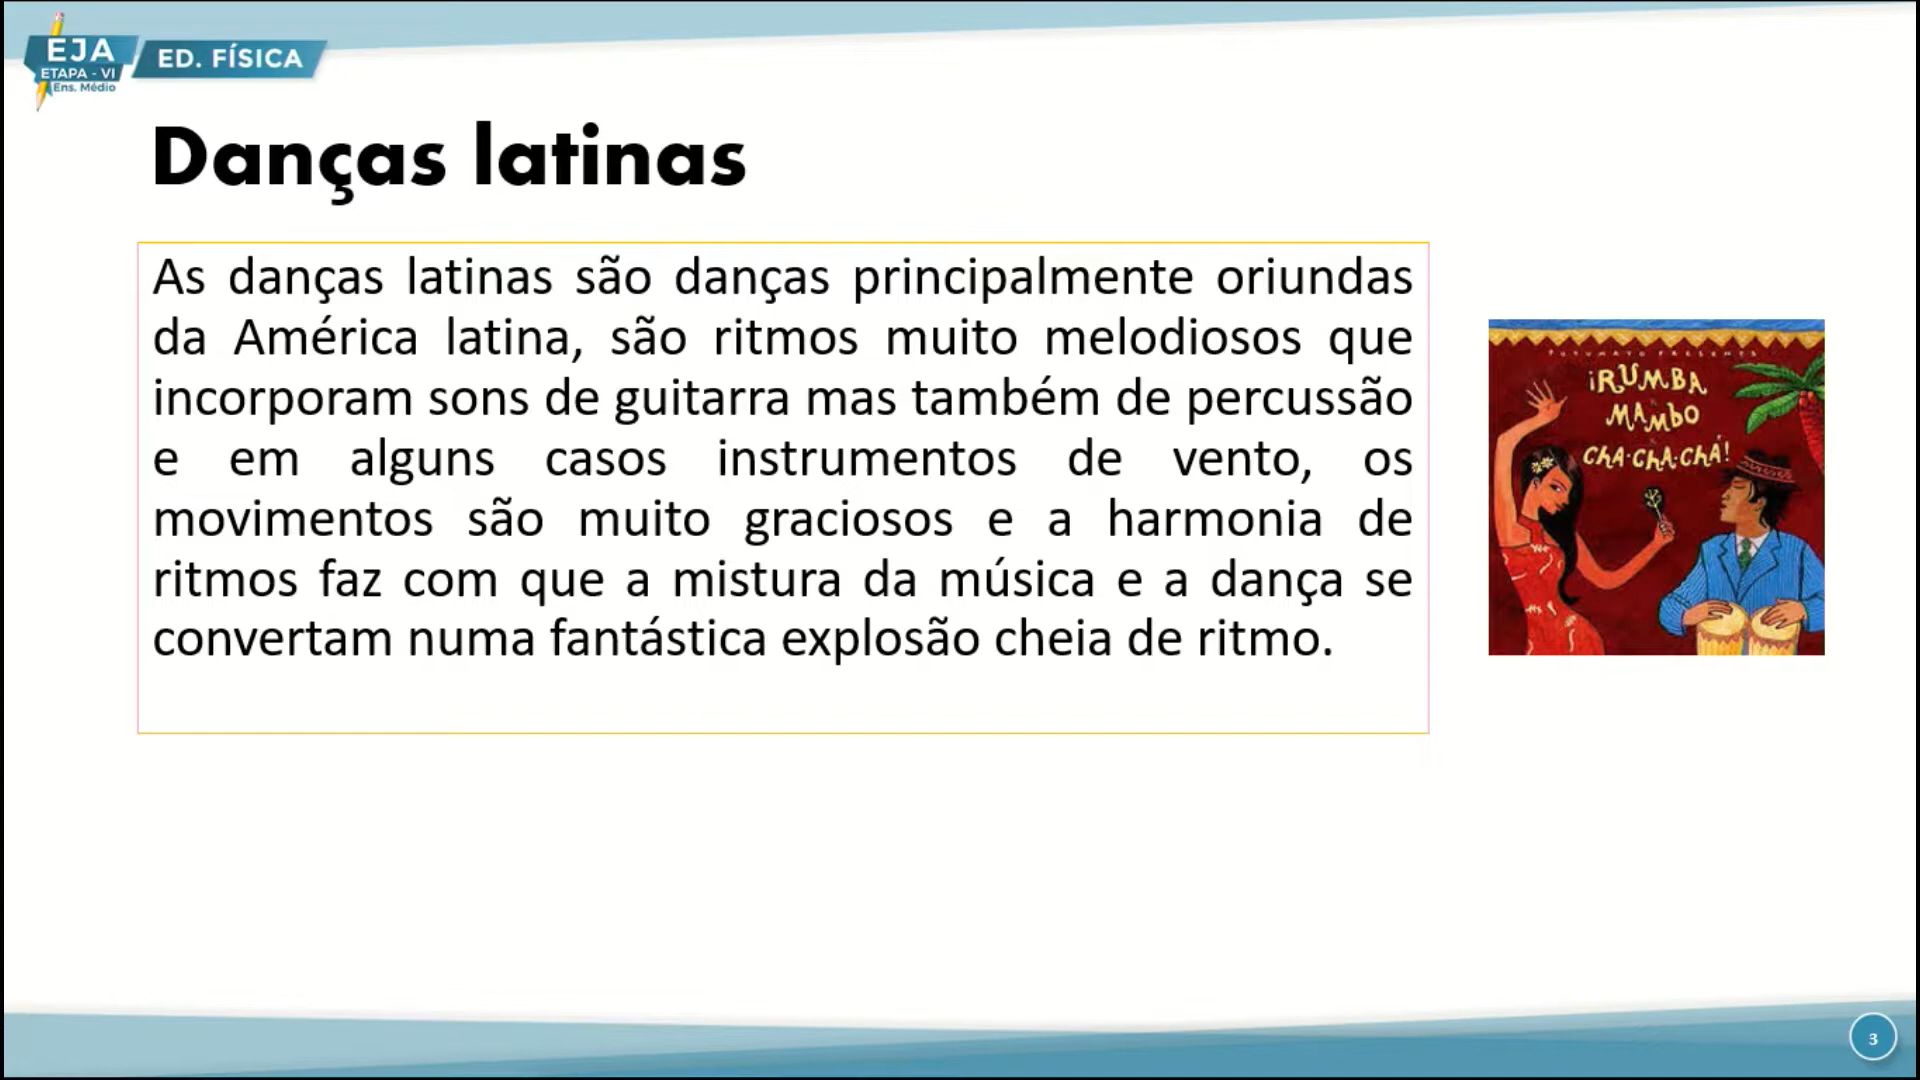 EJA
ETAPA - VI
Ens. Médio
ED. FÍSICA
Danças latinas
As danças latinas são danças principalmente oriundas
da América latina, são ritmos muito melodiosos que
incorporam sons de guitarra mas também de percussão
e em alguns casos instrumentos de vento, os
movimentos são muito graciosos e a harmonia de
ritmos faz com que a mistura da música e a dança se
convertam numa fantástica explosão cheia de ritmo.
PUTUMAYO PRESENTS
¡RUMBA
MAMBO
CHA·CHA·CHÁ!
3